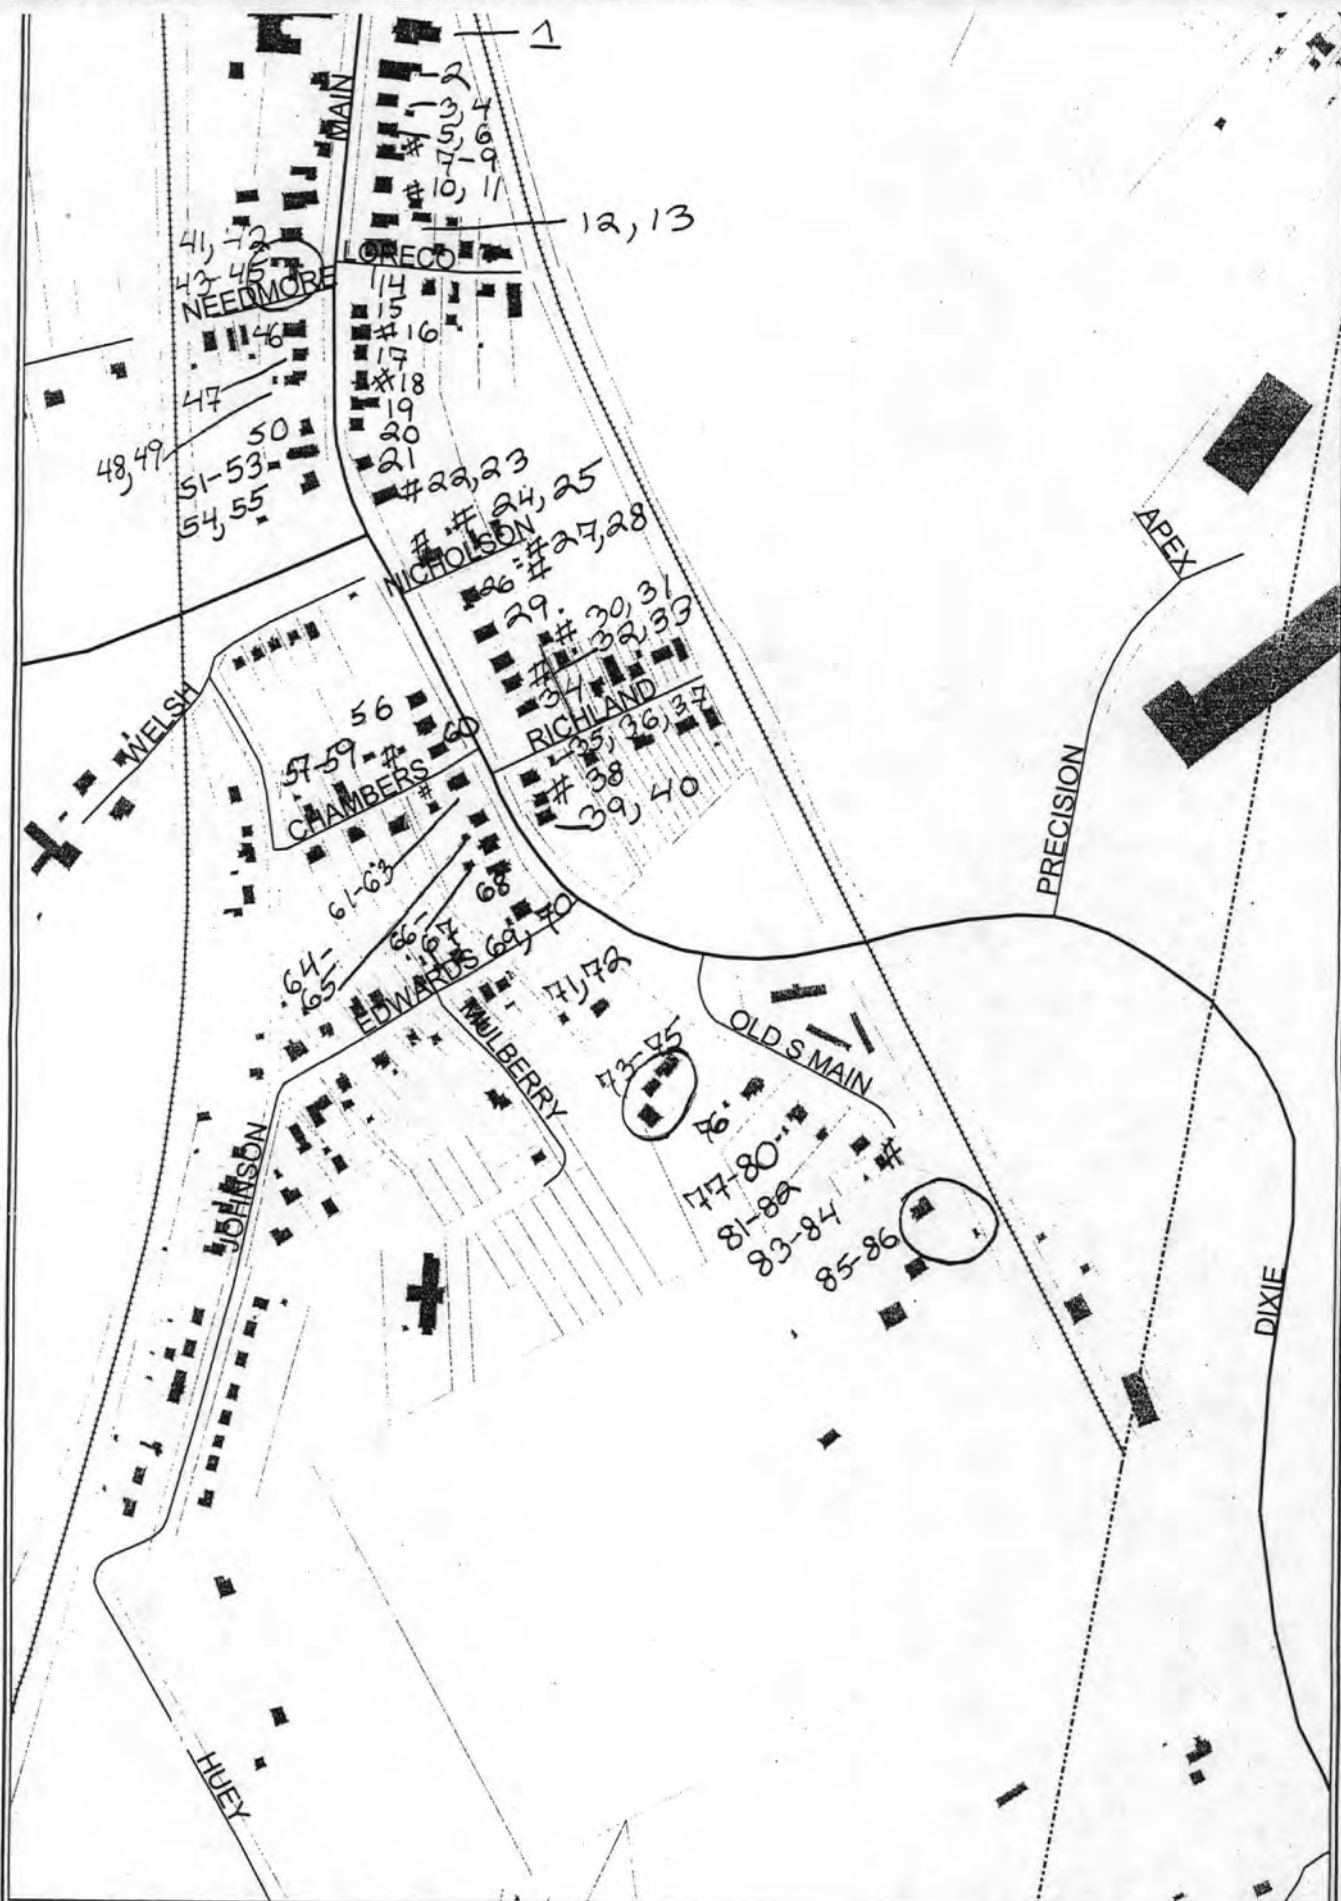 1
MAIN
2
3, 4
5, 6
# 7-9
# 10, 11
12, 13
41, 42
43-45
NEEDMORE
LORECO
14
15
46
# 16
17
47
# 18
19
48, 49
20
50
21
51-53
# 22, 23
54, 55
# 24, 25
#
NICHOLSON
# 27, 28
26
#
29
# 30, 31
# 32, 33
34
RICHLAND
35, 36, 37
# 38
39, 40
APEX
PRECISION
WELSH
56
57-59
#
60
CHAMBERS
#
61-63
64-
65
66-
67
68
69, 70
EDWARDS
71, 72
MULBERRY
73-75
OLD S MAIN
76
77-80
#
81-82
83-84
85-86
JOHNSON
DIXIE
HUEY